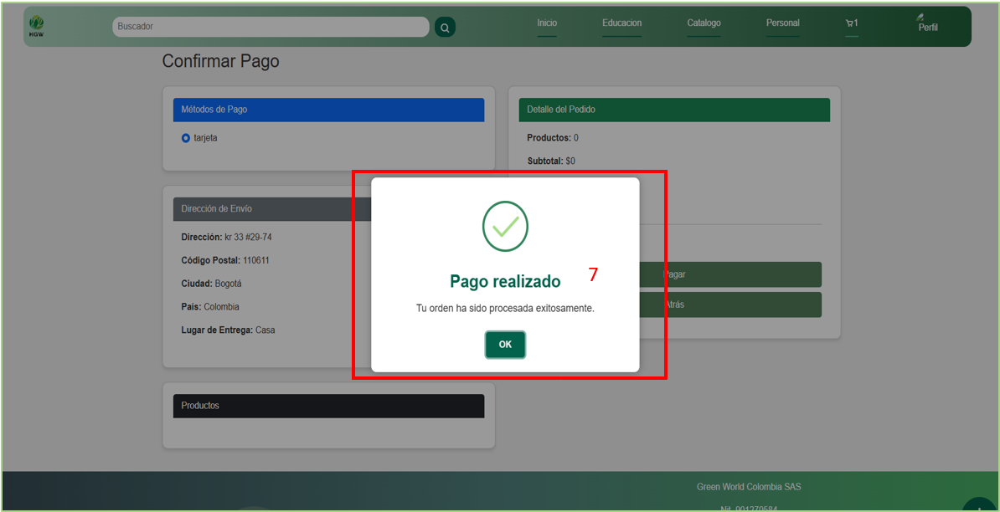 HGW
Buscador
Inicio
Educacion
Catalogo
Personal
1
Perfil
Confirmar Pago
Métodos de Pago
tarjeta
Detalle del Pedido
Productos: 0
Subtotal: $0
Dirección de Envío
Dirección: kr 33 #29-74
Código Postal: 110611
Ciudad: Bogotá
País: Colombia
Lugar de Entrega: Casa
Pago realizado
7
Tu orden ha sido procesada exitosamente.
OK
Pagar
Atrás
Productos
Green World Colombia SAS
Nit. 901270584